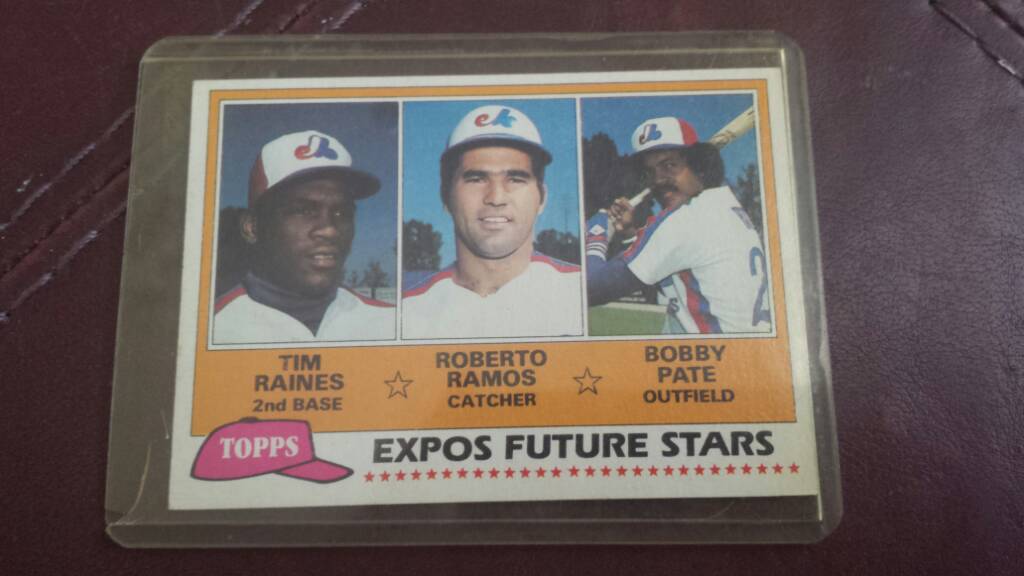 TIM
RAINES
2nd BASE
ROBERTO
RAMOS
CATCHER
BOBBY
PATE
OUTFIELD
TOPPS
EXPOS FUTURE STARS